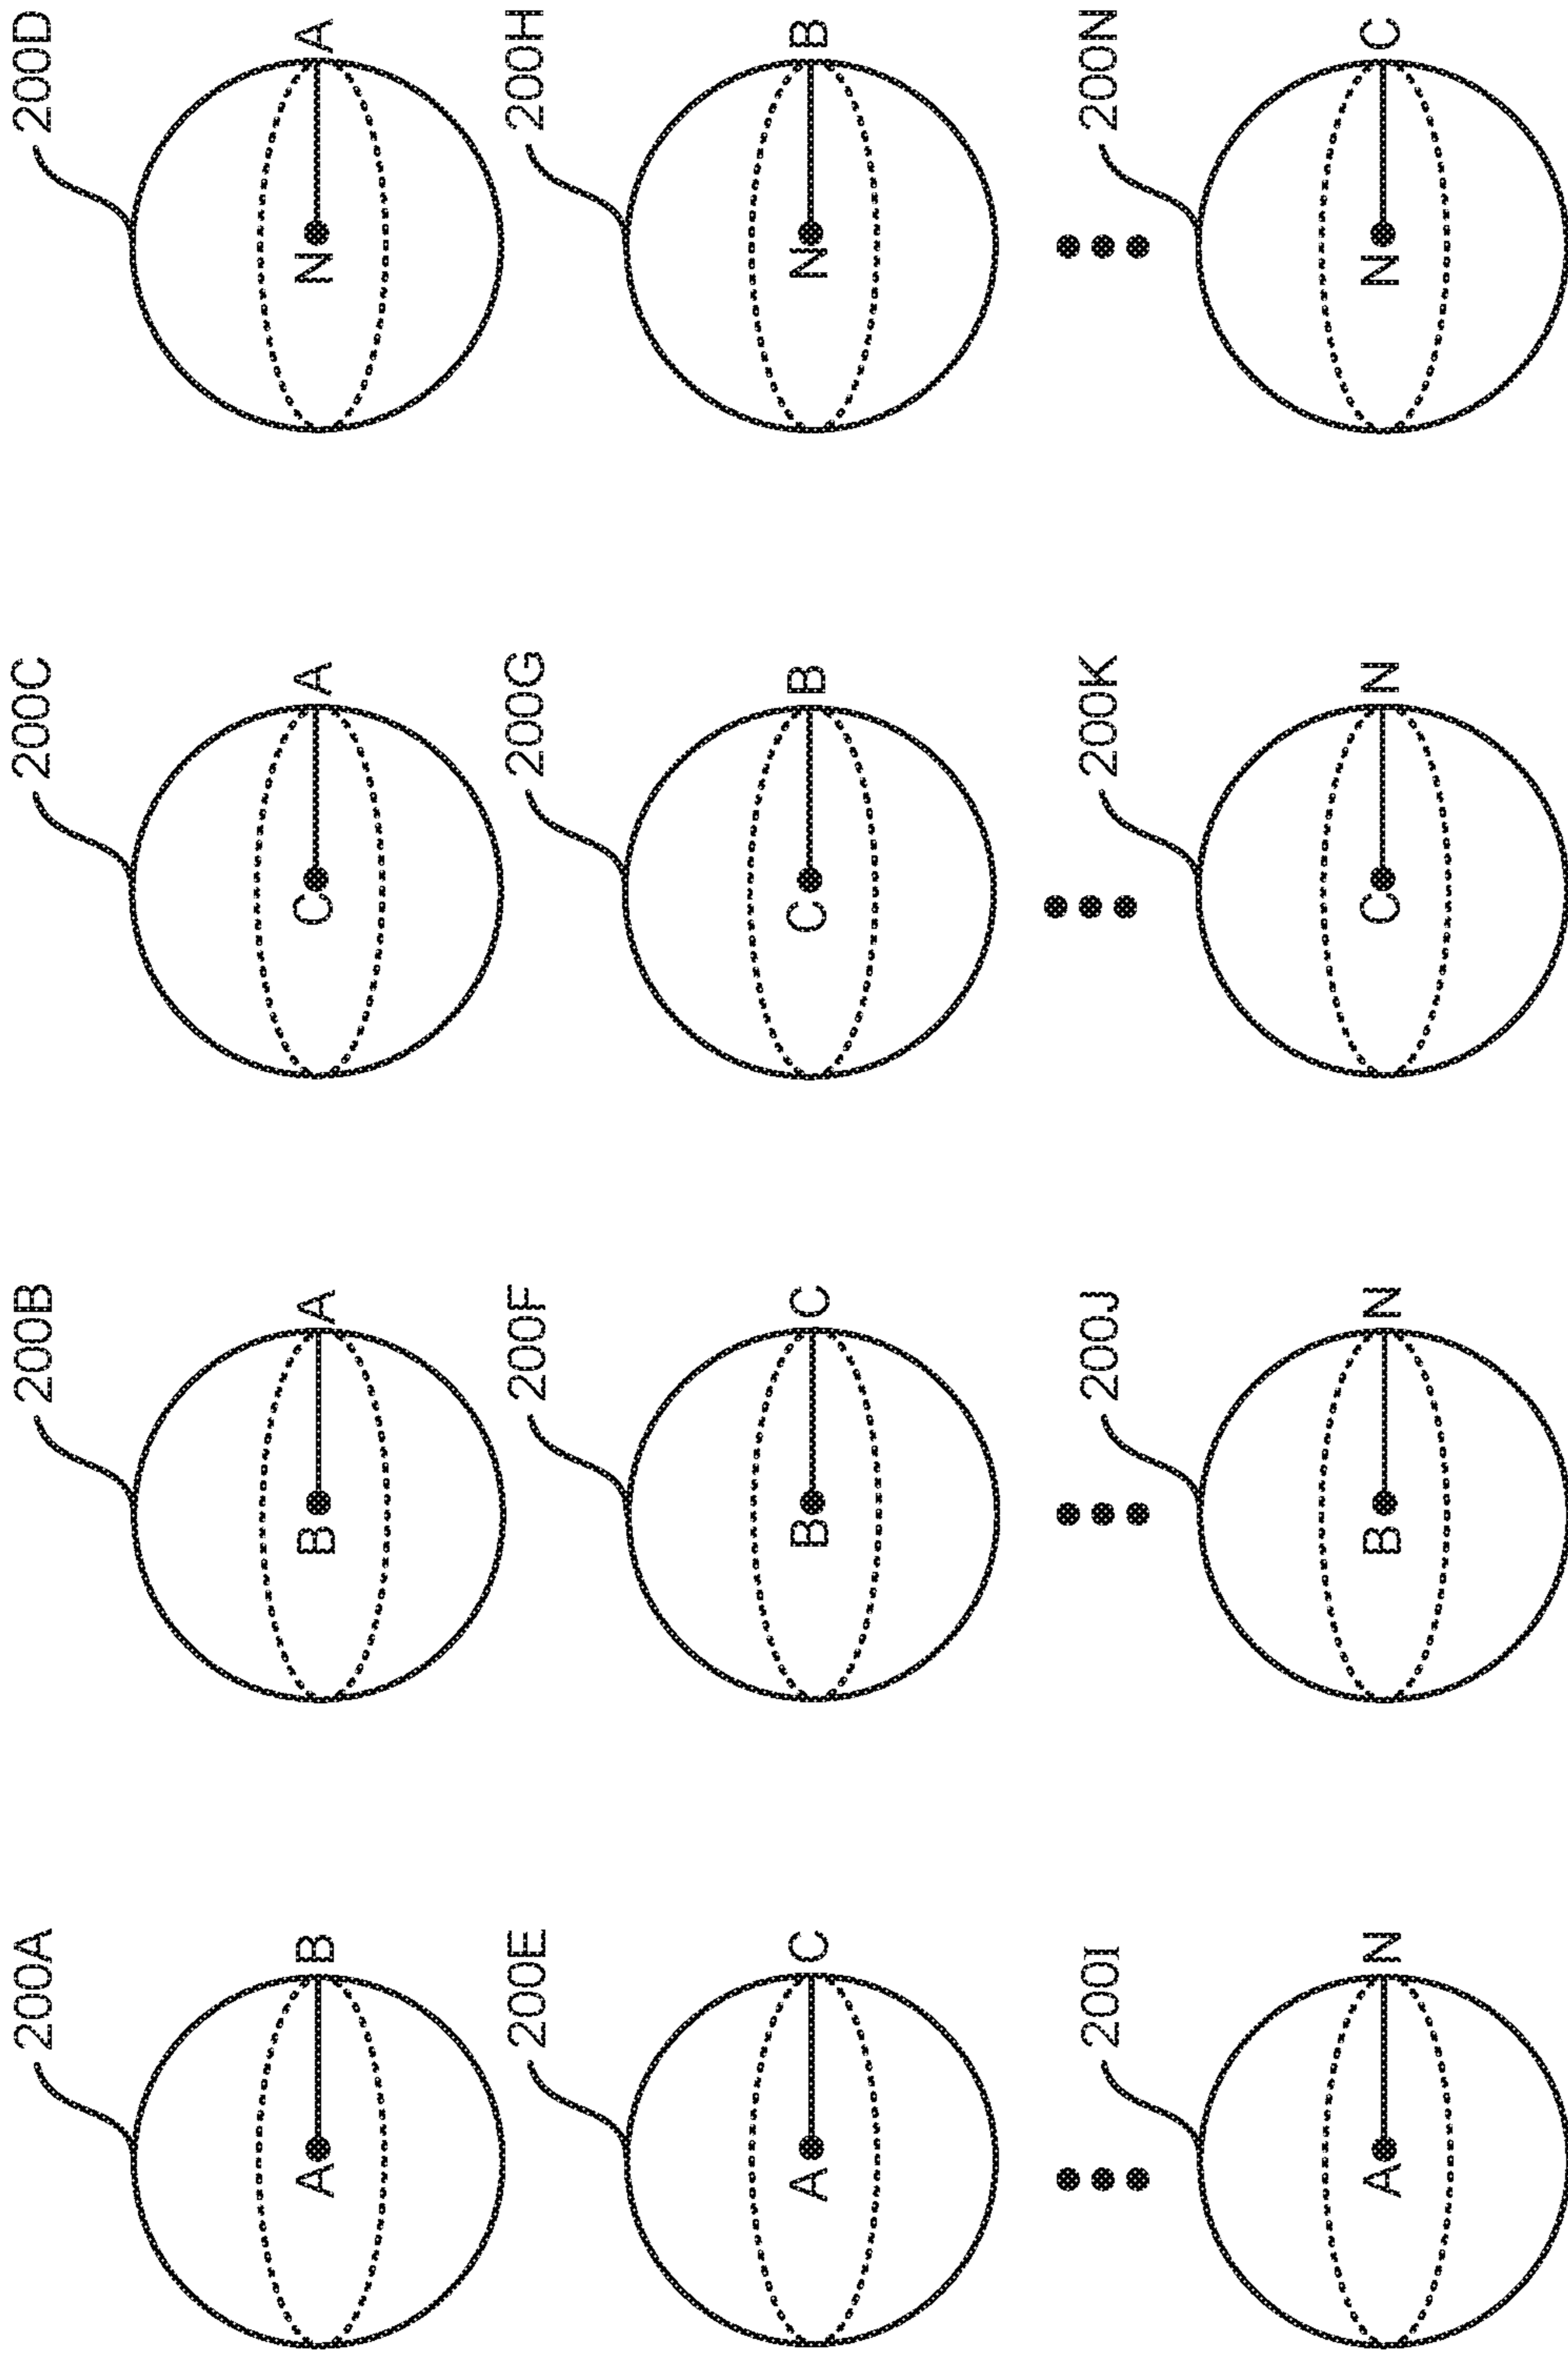 200A 200B 200C 200D
A B B A C A N A
200E 200F 200G 200H
A C B C C B N B
200I 200J 200K 200N
A N B N C N N C